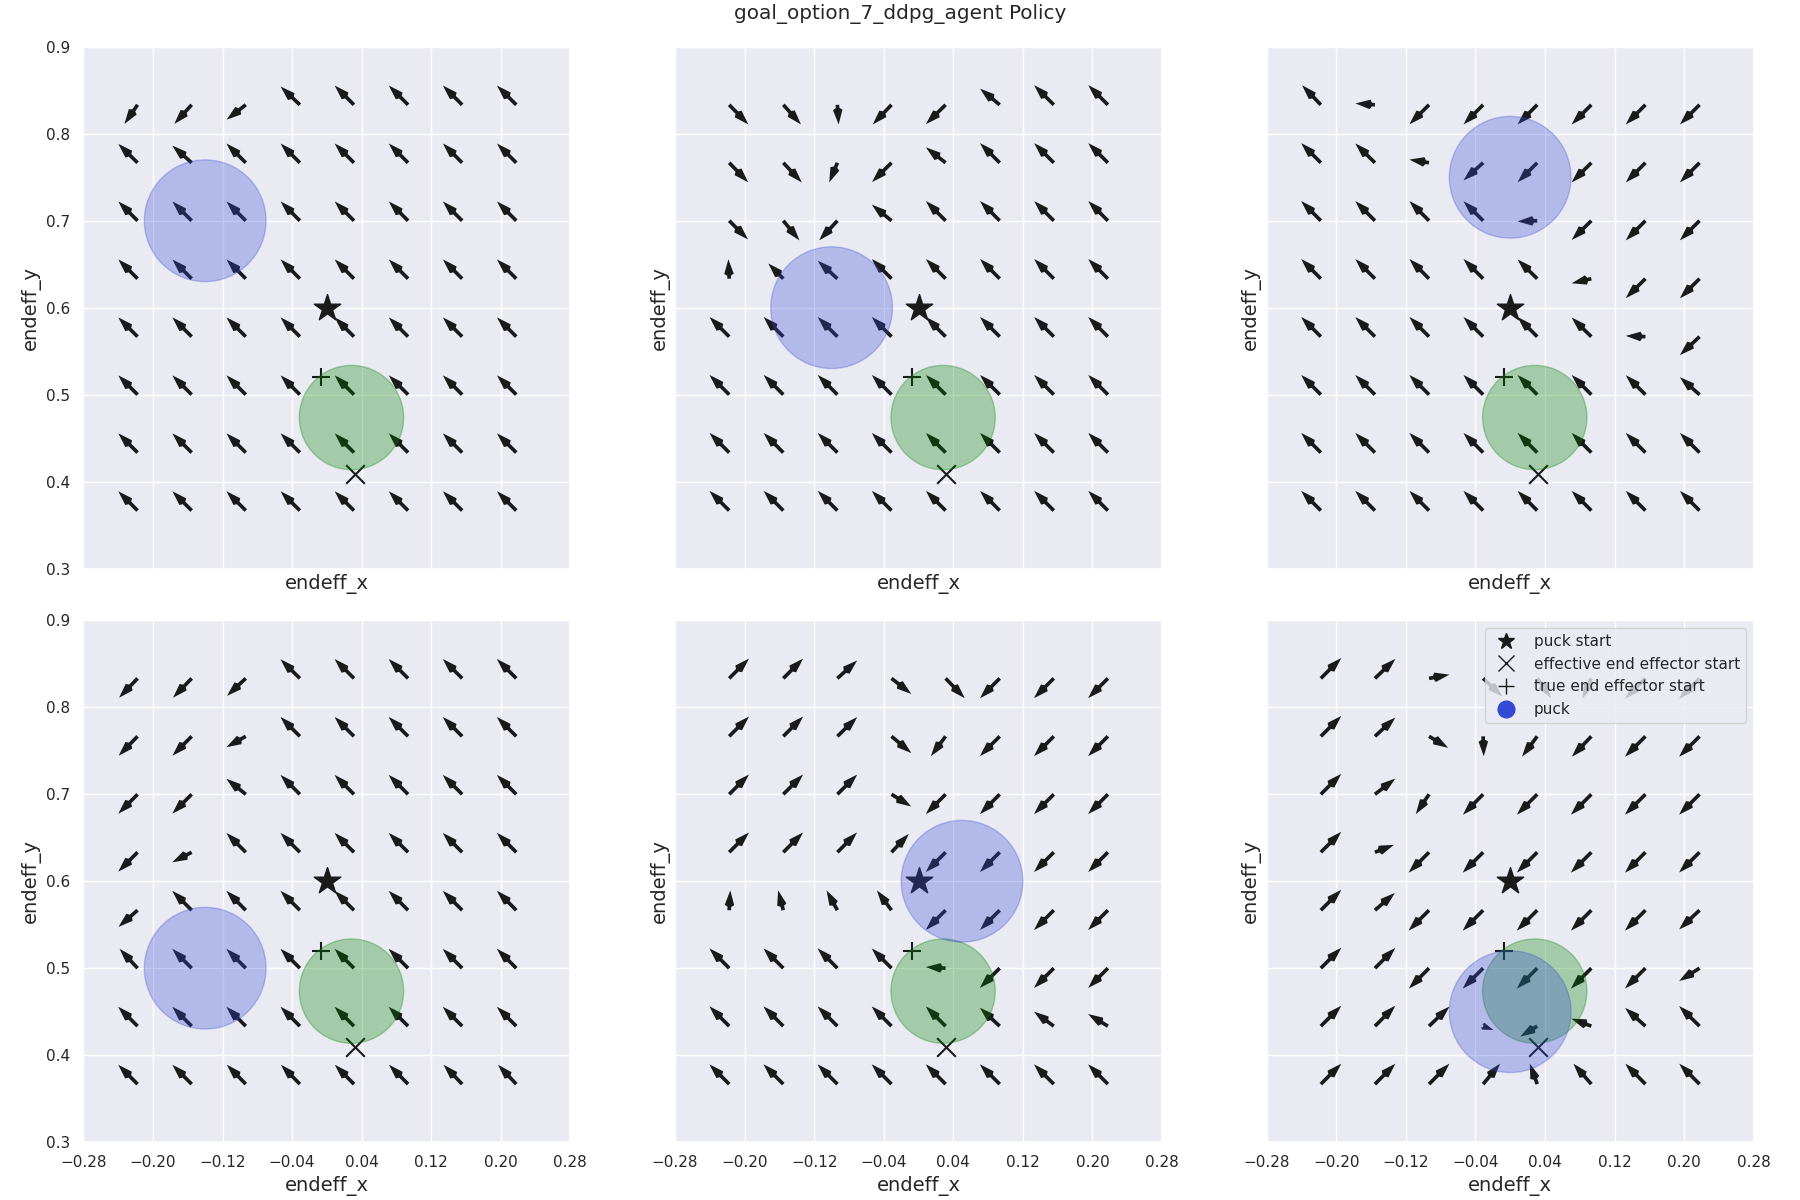 goal_option_7_ddpg_agent Policy
0.9
0.8
0.7
0.6
0.5
0.4
0.3
endeff_y
endeff_x
endeff_y
endeff_x
endeff_y
endeff_x
0.9
0.8
0.7
0.6
0.5
0.4
0.3
endeff_y
−0.28 −0.20 −0.12 −0.04 0.04 0.12 0.20 0.28
endeff_x
endeff_y
−0.28 −0.20 −0.12 −0.04 0.04 0.12 0.20 0.28
endeff_x
puck start
effective end effector start
true end effector start
puck
endeff_y
−0.28 −0.20 −0.12 −0.04 0.04 0.12 0.20 0.28
endeff_x